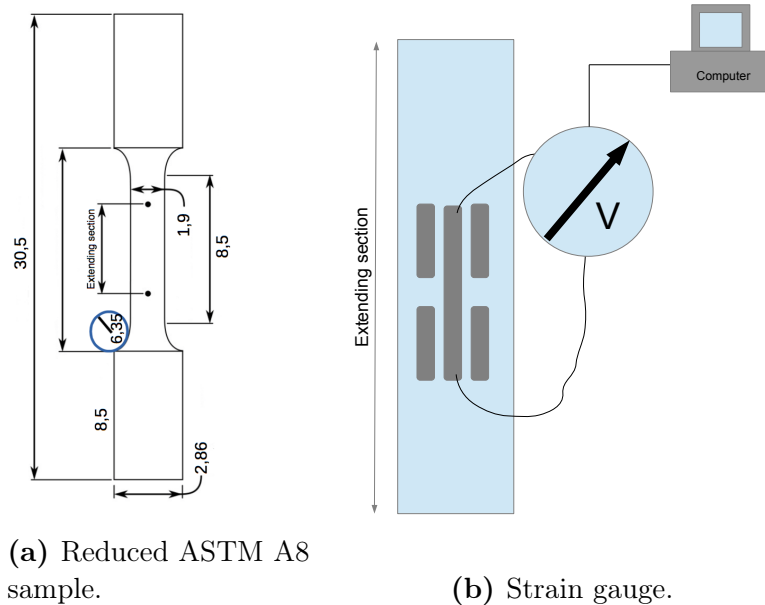 30,5
Extending section
1,9
8,5
6,35
8,5
2,86
Extending section
V
Computer
(a) Reduced ASTM A8
sample.
(b) Strain gauge.